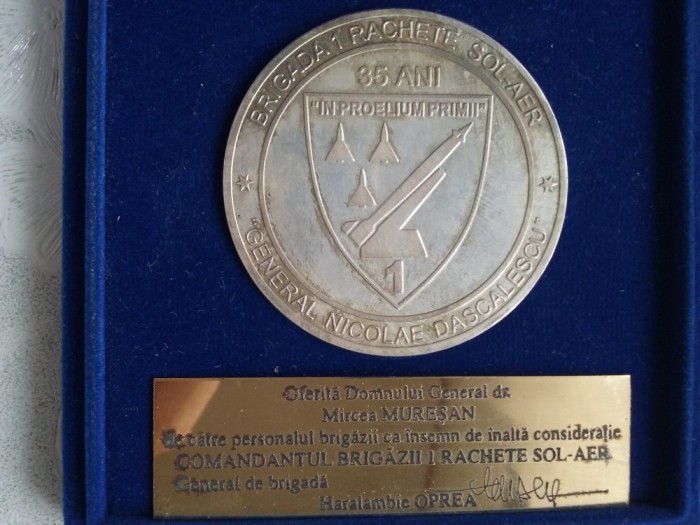 BRIGADA 1 RACHETE SOL-AER
35 ANI
"IN PROELIUM PRIMII"
1
"GENERAL NICOLAE DASCALESCU"
Oferită Domnului General dr.
Mircea MUREȘAN
de către personalul brigăzii ca însemn de înaltă considerație
COMANDANTUL BRIGĂZII 1 RACHETE SOL-AER
General de brigadă
Haralambie OPREA